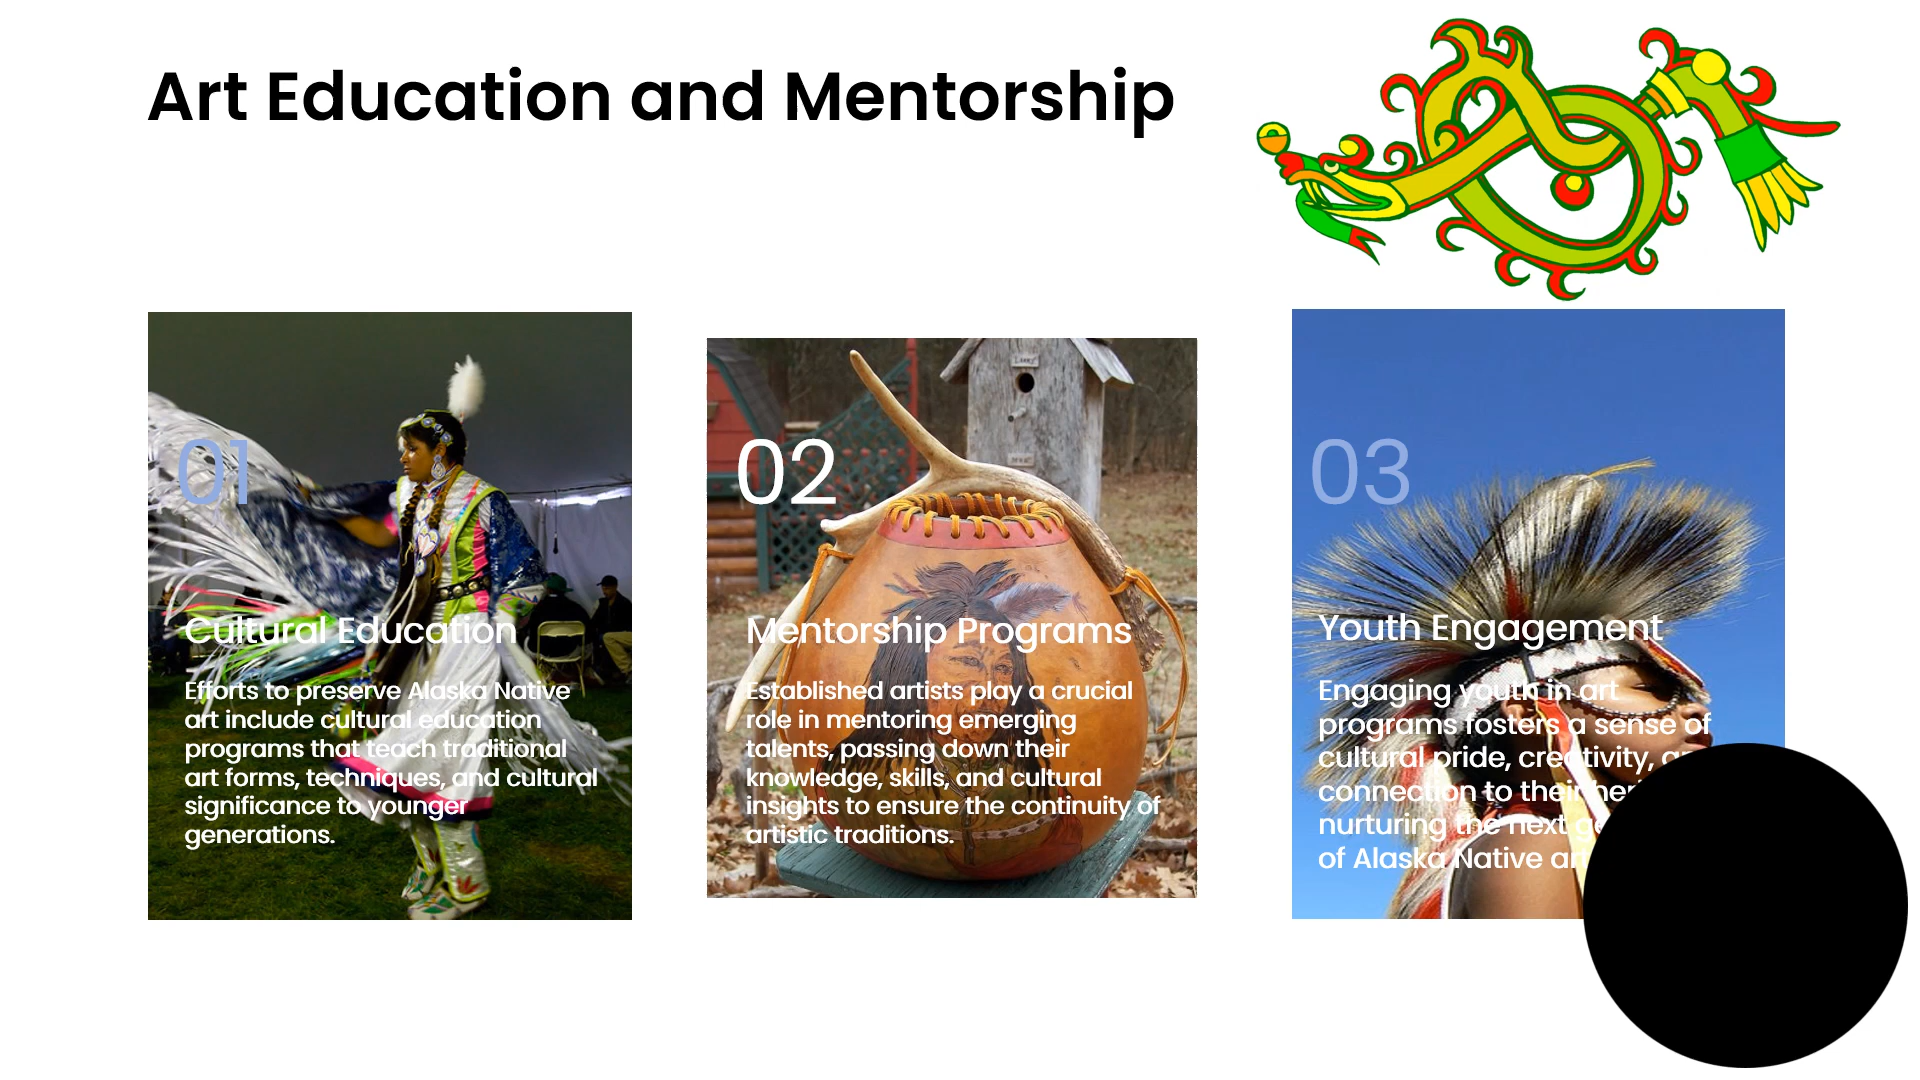 Art Education and Mentorship
01
Cultural Education
Efforts to preserve Alaska Native
art include cultural education
programs that teach traditional
art forms, techniques, and cultural
significance to younger
generations.
02
Mentorship Programs
Established artists play a crucial
role in mentoring emerging
talents, passing down their
knowledge, skills, and cultural
insights to ensure the continuity of
artistic traditions.
03
Youth Engagement
Engaging youth in art
programs fosters a sense of
cultural pride, creativity,
connection to their
nurturing the next
of Alaska Native